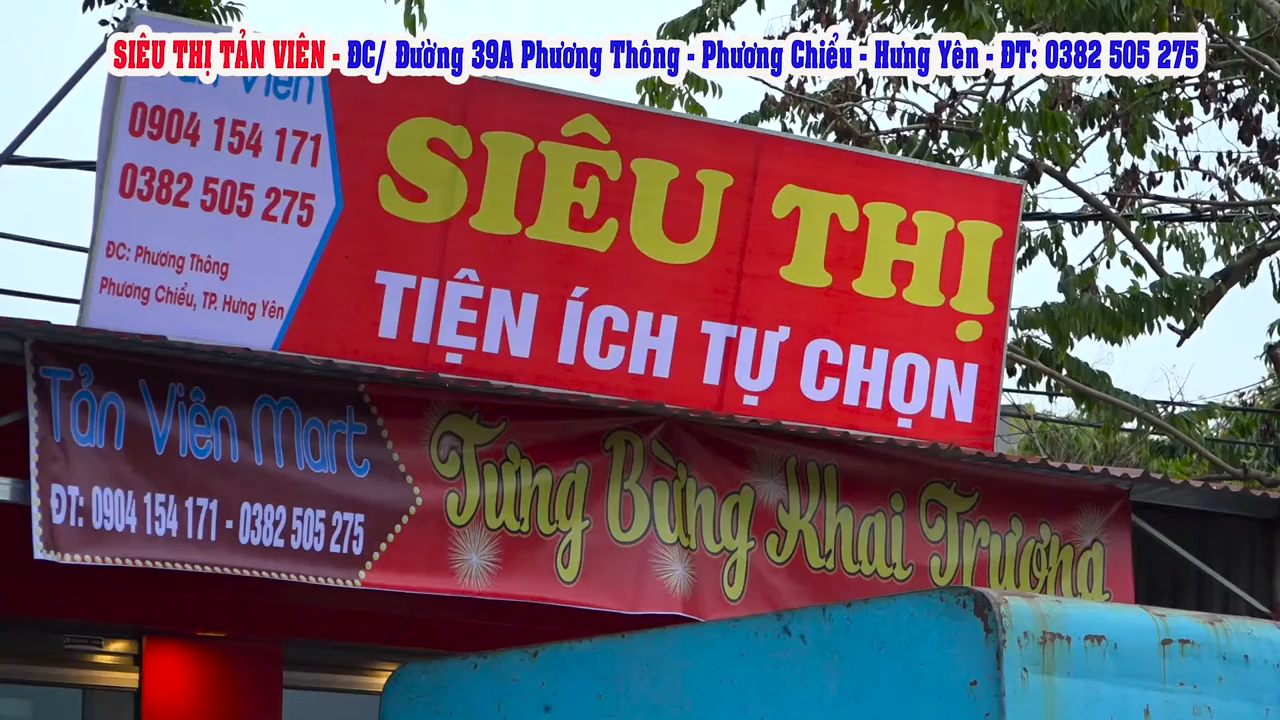 SIÊU THỊ TẢN VIÊN - ĐC/ Đường 39A Phương Thông - Phương Chiểu - Hưng Yên - ĐT: 0382 505 275
Tản Viên
0904 154 171
0382 505 275
ĐC: Phương Thông
Phương Chiểu, TP. Hưng Yên
SIÊU THỊ
TIỆN ÍCH TỰ CHỌN
Tản Viên Mart
ĐT: 0904 154 171 - 0382 505 275
Tưng Bừng Khai Trương